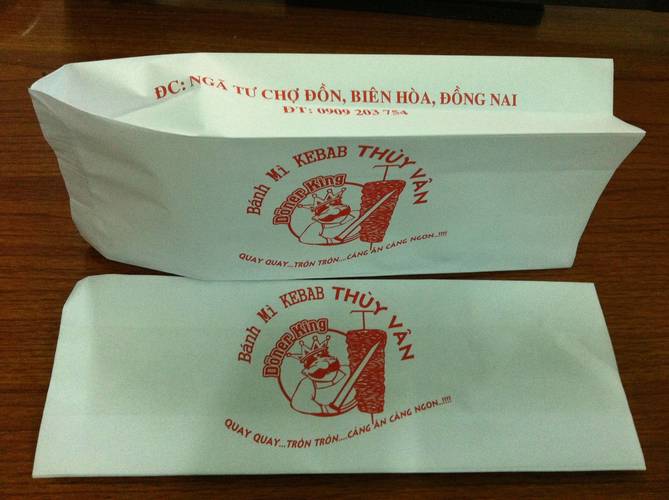 ĐC: NGÃ TƯ CHỢ ĐỒN, BIÊN HÒA, ĐỒNG NAI
ĐT: 0909 203 754
Bánh Mì KEBAB THÙY VÂN
Döner King
QUAY QUAY...TRÒN TRÒN....CÀNG ĂN CÀNG NGON..!!!!
Bánh Mì KEBAB THÙY VÂN
Döner King
QUAY QUAY...TRÒN TRÒN....CÀNG ĂN CÀNG NGON..!!!!